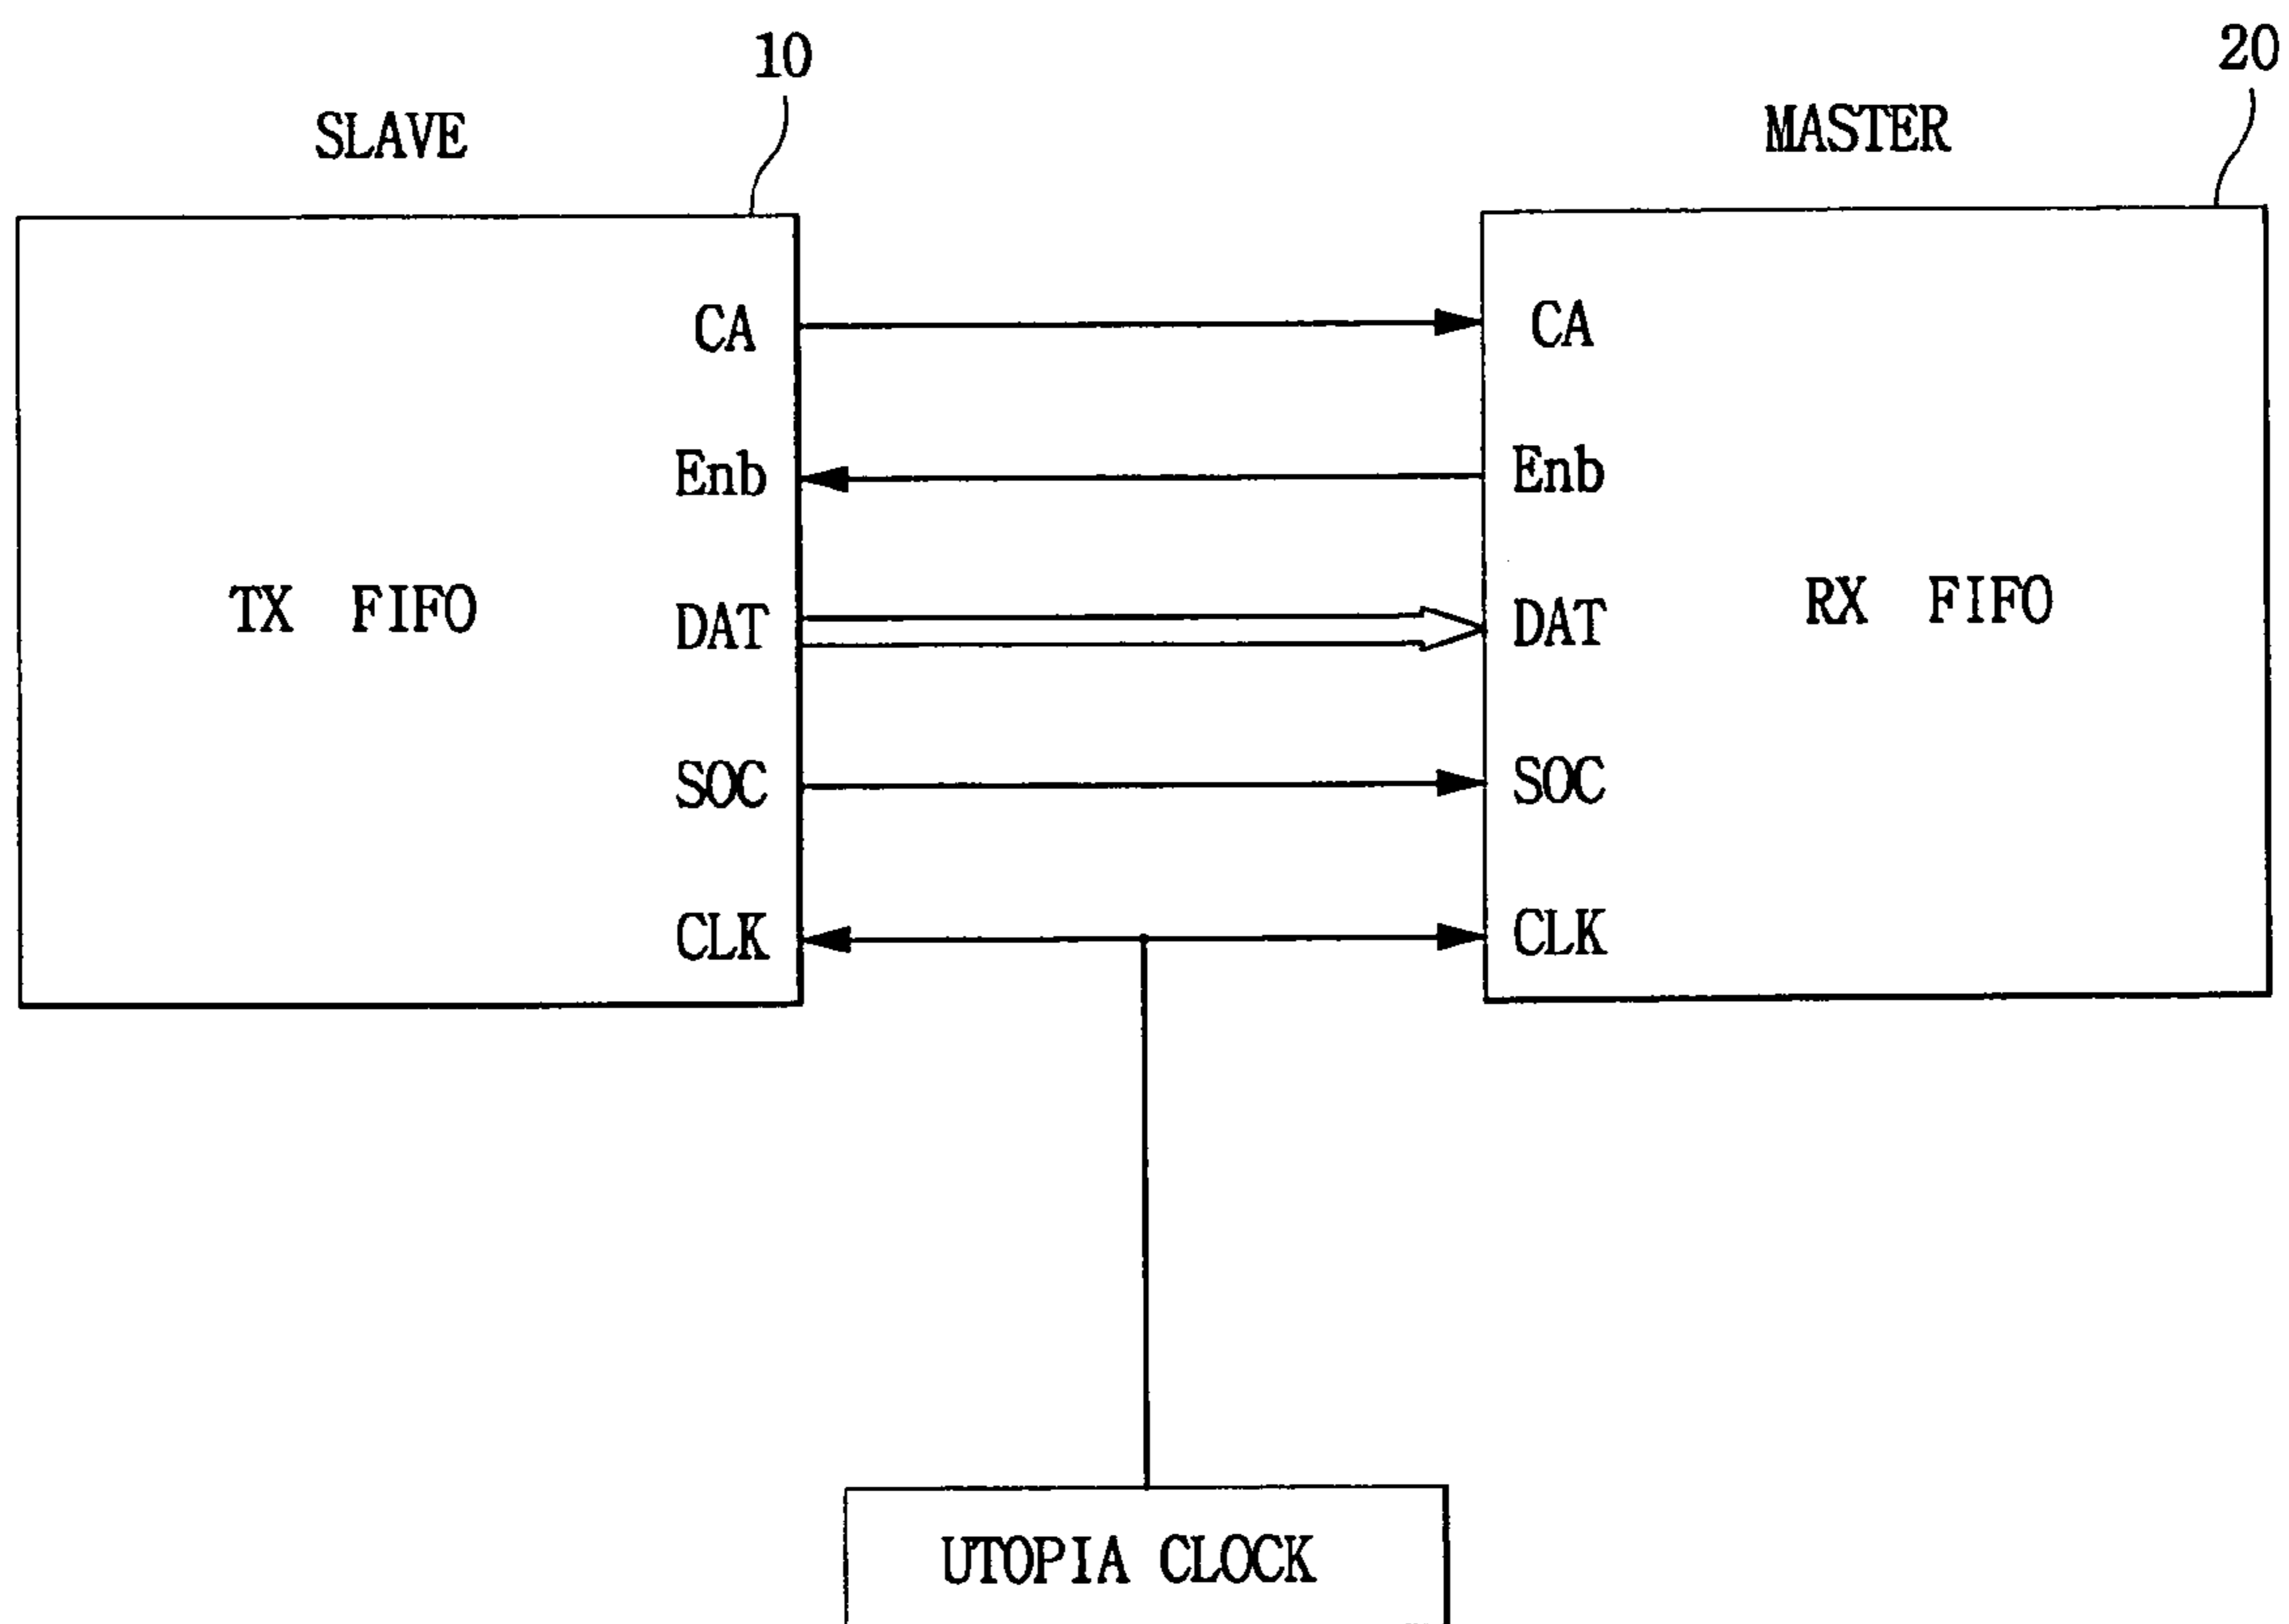 10
20
SLAVE
MASTER
CA
CA
Enb
Enb
TX FIFO
DAT
DAT
RX FIFO
SOC
SOC
CLK
CLK
UTOPIA CLOCK